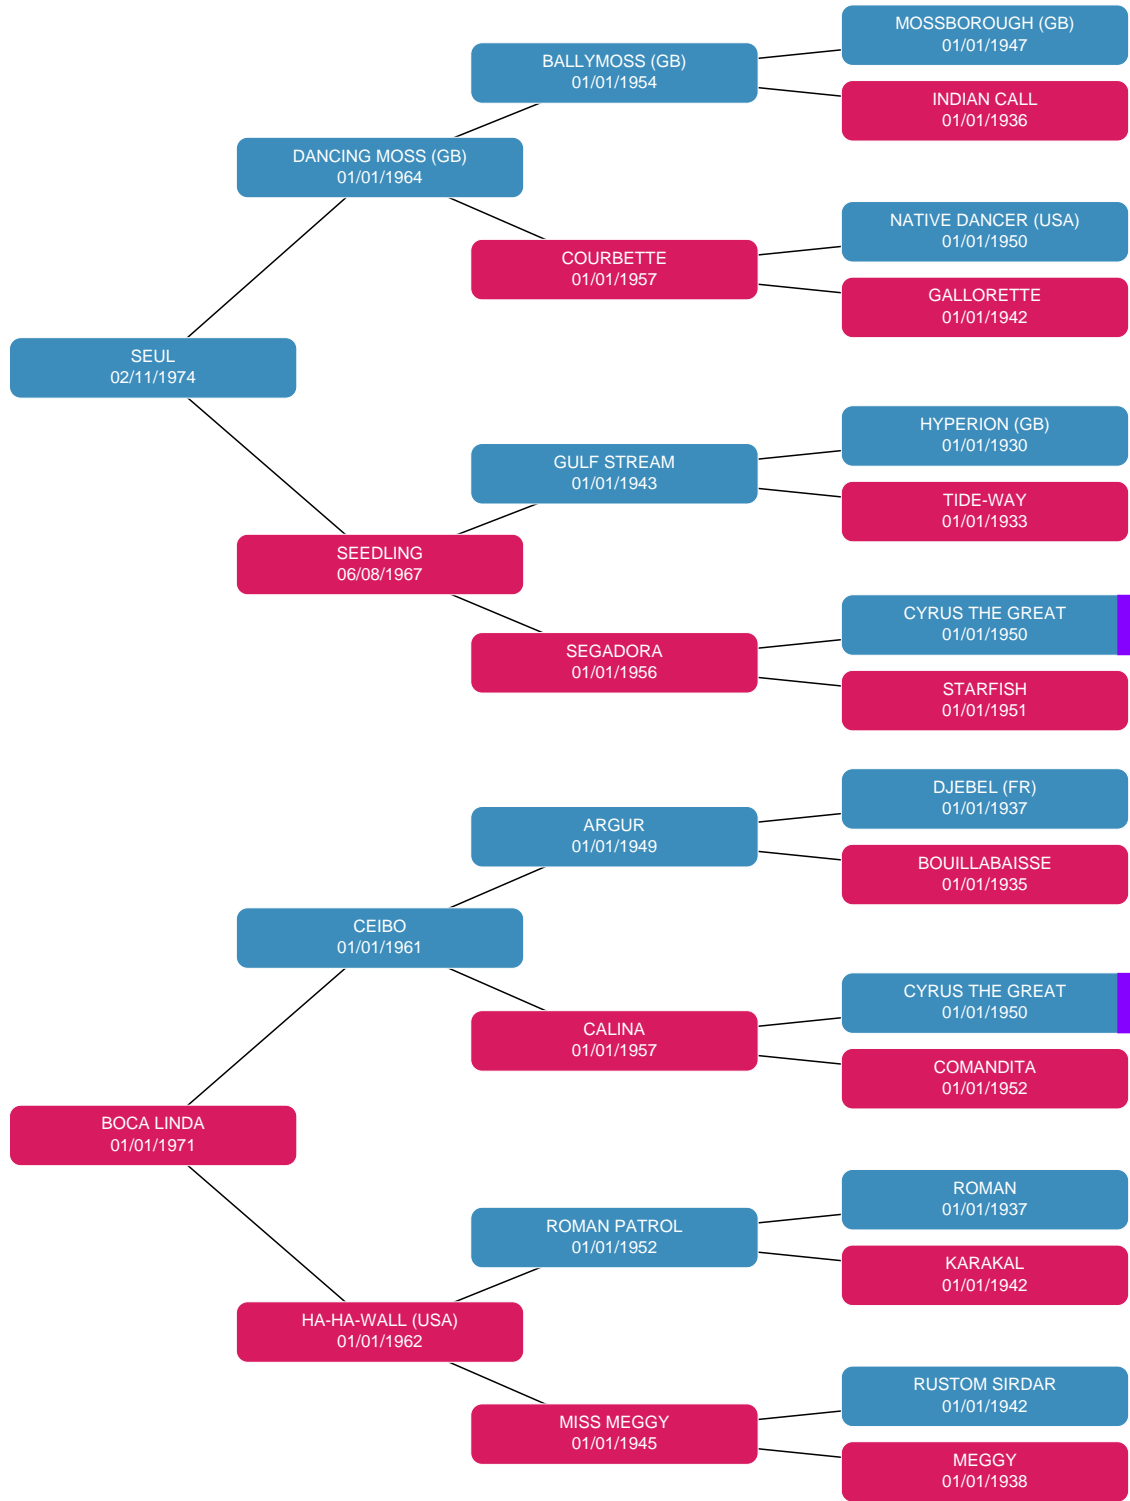 MOSSBOROUGH (GB)
01/01/1947
BALLYMOSS (GB)
01/01/1954
INDIAN CALL
01/01/1936
DANCING MOSS (GB)
01/01/1964
NATIVE DANCER (USA)
01/01/1950
COURBETTE
01/01/1957
GALLORETTE
01/01/1942
SEUL
02/11/1974
HYPERION (GB)
01/01/1930
GULF STREAM
01/01/1943
TIDE-WAY
01/01/1933
SEEDLING
06/08/1967
CYRUS THE GREAT
01/01/1950
SEGADORA
01/01/1956
STARFISH
01/01/1951
DJEBEL (FR)
01/01/1937
ARGUR
01/01/1949
BOUILLABAISSE
01/01/1935
CEIBO
01/01/1961
CYRUS THE GREAT
01/01/1950
CALINA
01/01/1957
COMANDITA
01/01/1952
BOCA LINDA
01/01/1971
ROMAN
01/01/1937
ROMAN PATROL
01/01/1952
KARAKAL
01/01/1942
HA-HA-WALL (USA)
01/01/1962
RUSTOM SIRDAR
01/01/1942
MISS MEGGY
01/01/1945
MEGGY
01/01/1938